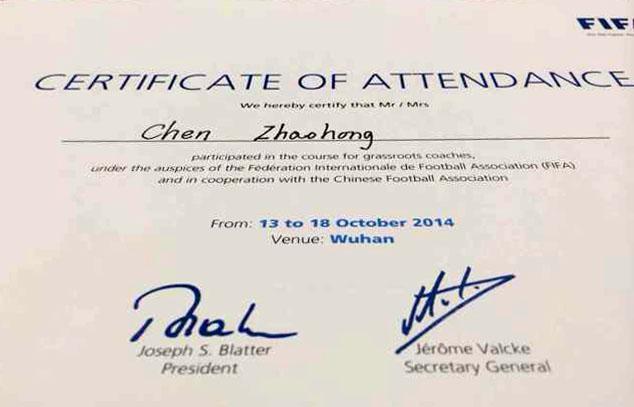 FIF
CERTIFICATE OF ATTENDANCE
We hereby certify that Mr / Mrs
Chen Zhaohong
participated in the course for grassroots coaches,
under the auspices of the Fédération Internationale de Football Association (FIFA)
and in cooperation with the Chinese Football Association
From: 13 to 18 October 2014
Venue: Wuhan
Joseph S. Blatter
President
Jérôme Valcke
Secretary General